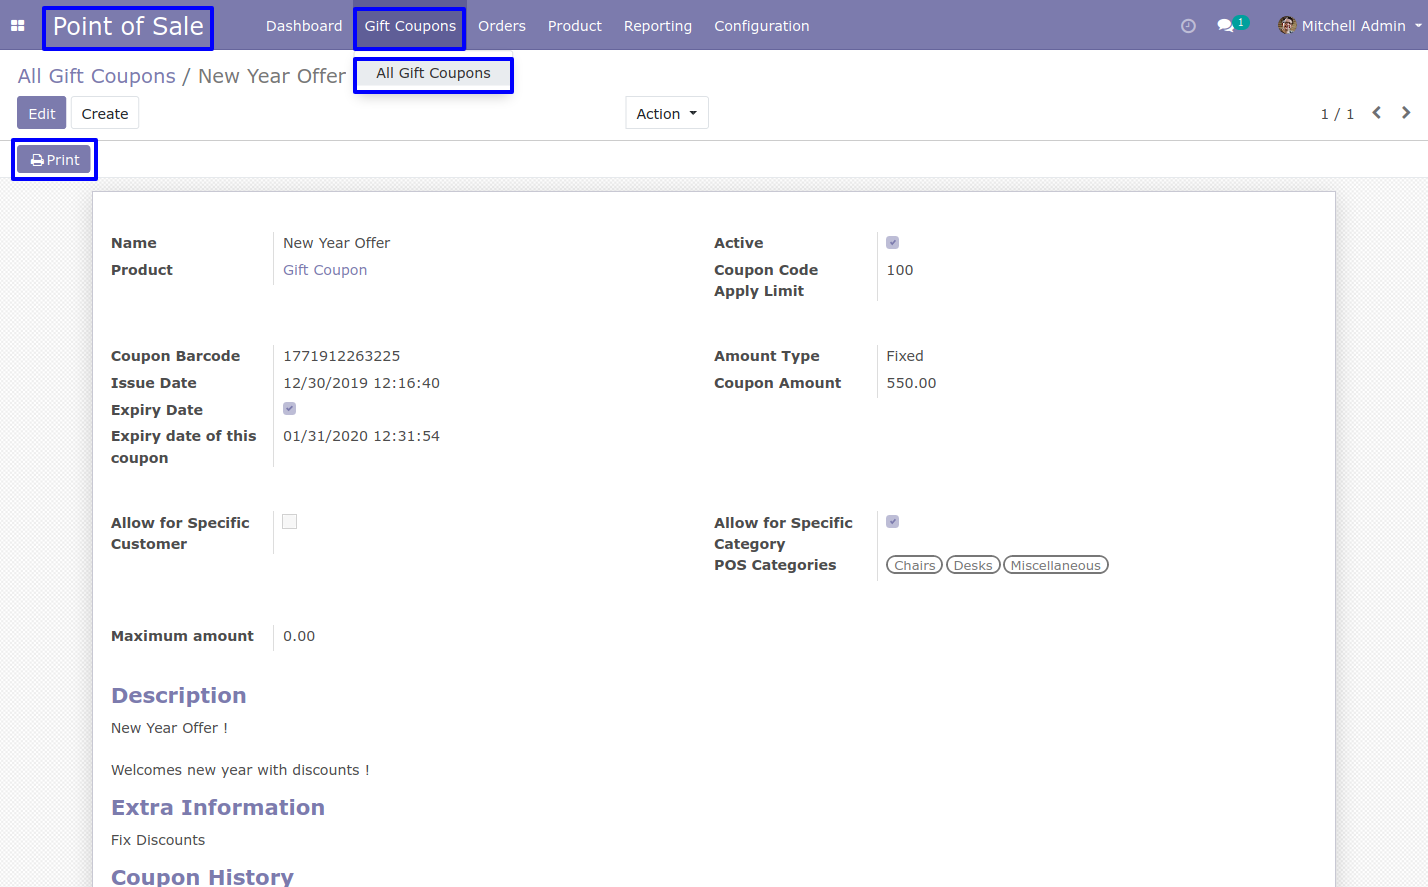 Point of Sale Dashboard Gift Coupons Orders Product Reporting Configuration 1 Mitchell Admin
All Gift Coupons / New Year Offer
All Gift Coupons
Edit Create Action 1 / 1
Print
Name New Year Offer Active
Product Gift Coupon Coupon Code 100
Apply Limit
Coupon Barcode 1771912263225 Amount Type Fixed
Issue Date 12/30/2019 12:16:40 Coupon Amount 550.00
Expiry Date
Expiry date of this 01/31/2020 12:31:54
coupon
Allow for Specific Allow for Specific
Customer Category
POS Categories Chairs Desks Miscellaneous
Maximum amount 0.00
Description
New Year Offer !
Welcomes new year with discounts !
Extra Information
Fix Discounts
Coupon History